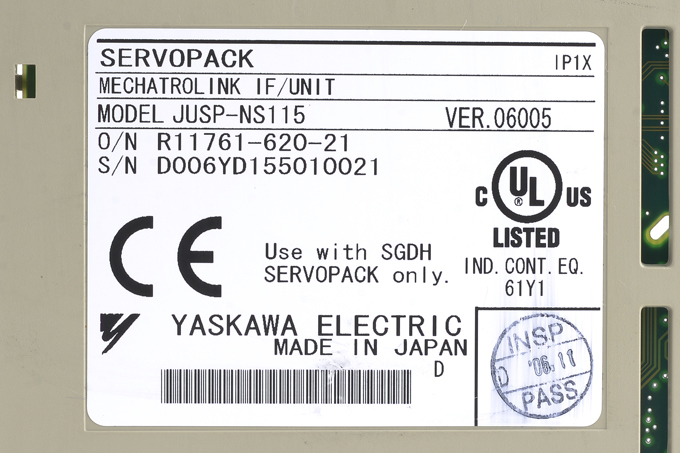 SERVOPACK IP1X
MECHATROLINK IF/UNIT
MODEL JUSP-NS115 VER.06005
O/N R11761-620-21
S/N D006YD155010021
C UL US
®
LISTED
CE
Use with SGDH
SERVOPACK only.
IND. CONT. EQ.
61Y1
YASKAWA ELECTRIC
MADE IN JAPAN
D
INSP
D '06.11
PASS